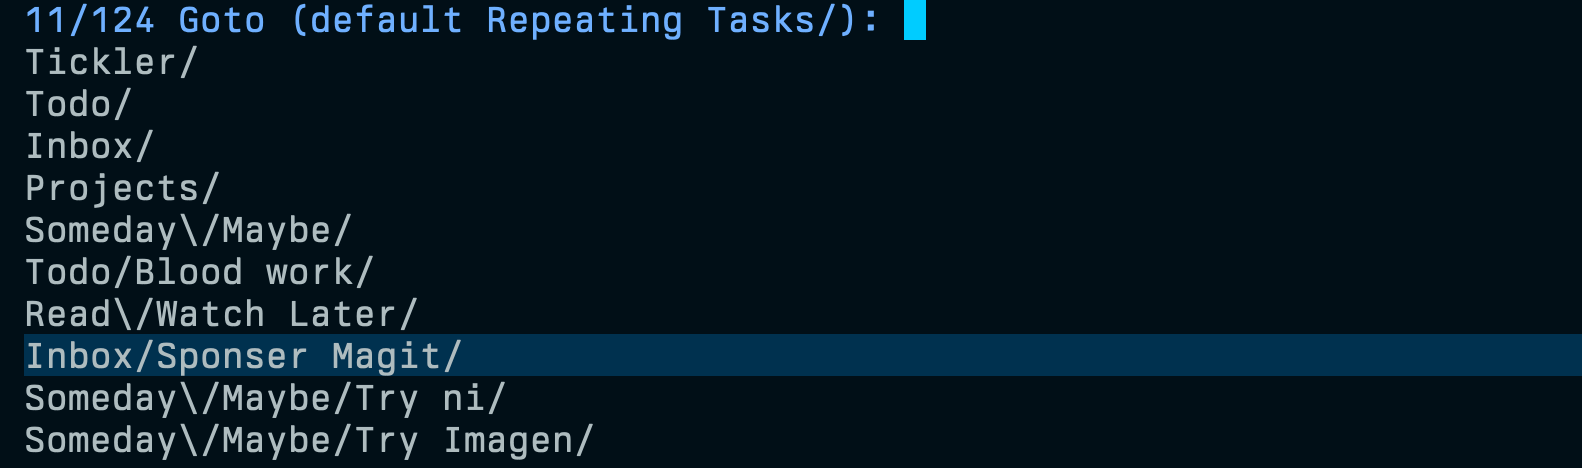 11/124 Goto (default Repeating Tasks/):
Tickler/
Todo/
Inbox/
Projects/
Someday\/Maybe/
Todo/Blood work/
Read\/Watch Later/
Inbox/Sponser Magit/
Someday\/Maybe/Try ni/
Someday\/Maybe/Try Imagen/